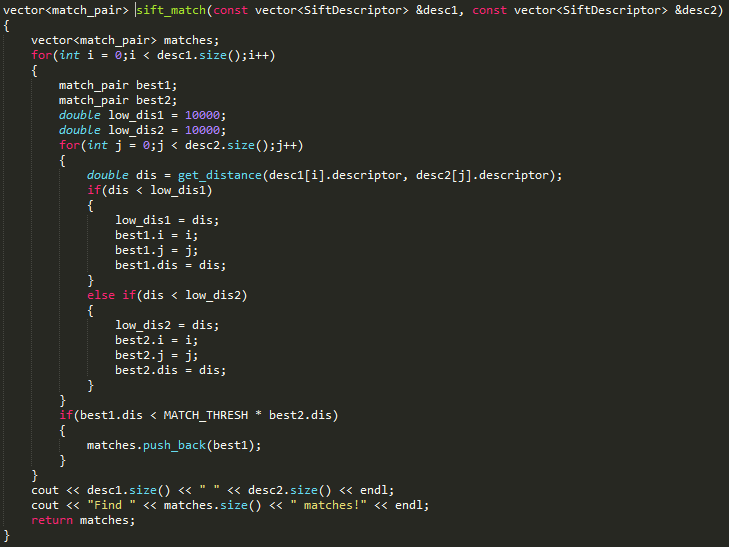 vector<match_pair> sift_match(const vector<SiftDescriptor> &desc1, const vector<SiftDescriptor> &desc2)
{
    vector<match_pair> matches;
    for(int i = 0;i < desc1.size();i++)
    {
        match_pair best1;
        match_pair best2;
        double low_dis1 = 10000;
        double low_dis2 = 10000;
        for(int j = 0;j < desc2.size();j++)
        {
            double dis = get_distance(desc1[i].descriptor, desc2[j].descriptor);
            if(dis < low_dis1)
            {
                low_dis1 = dis;
                best1.i = i;
                best1.j = j;
                best1.dis = dis;
            }
            else if(dis < low_dis2)
            {
                low_dis2 = dis;
                best2.i = i;
                best2.j = j;
                best2.dis = dis;
            }
        }
        if(best1.dis < MATCH_THRESH * best2.dis)
        {
            matches.push_back(best1);
        }
    }
    cout << desc1.size() << " " << desc2.size() << endl;
    cout << "Find " << matches.size() << " matches!" << endl;
    return matches;
}